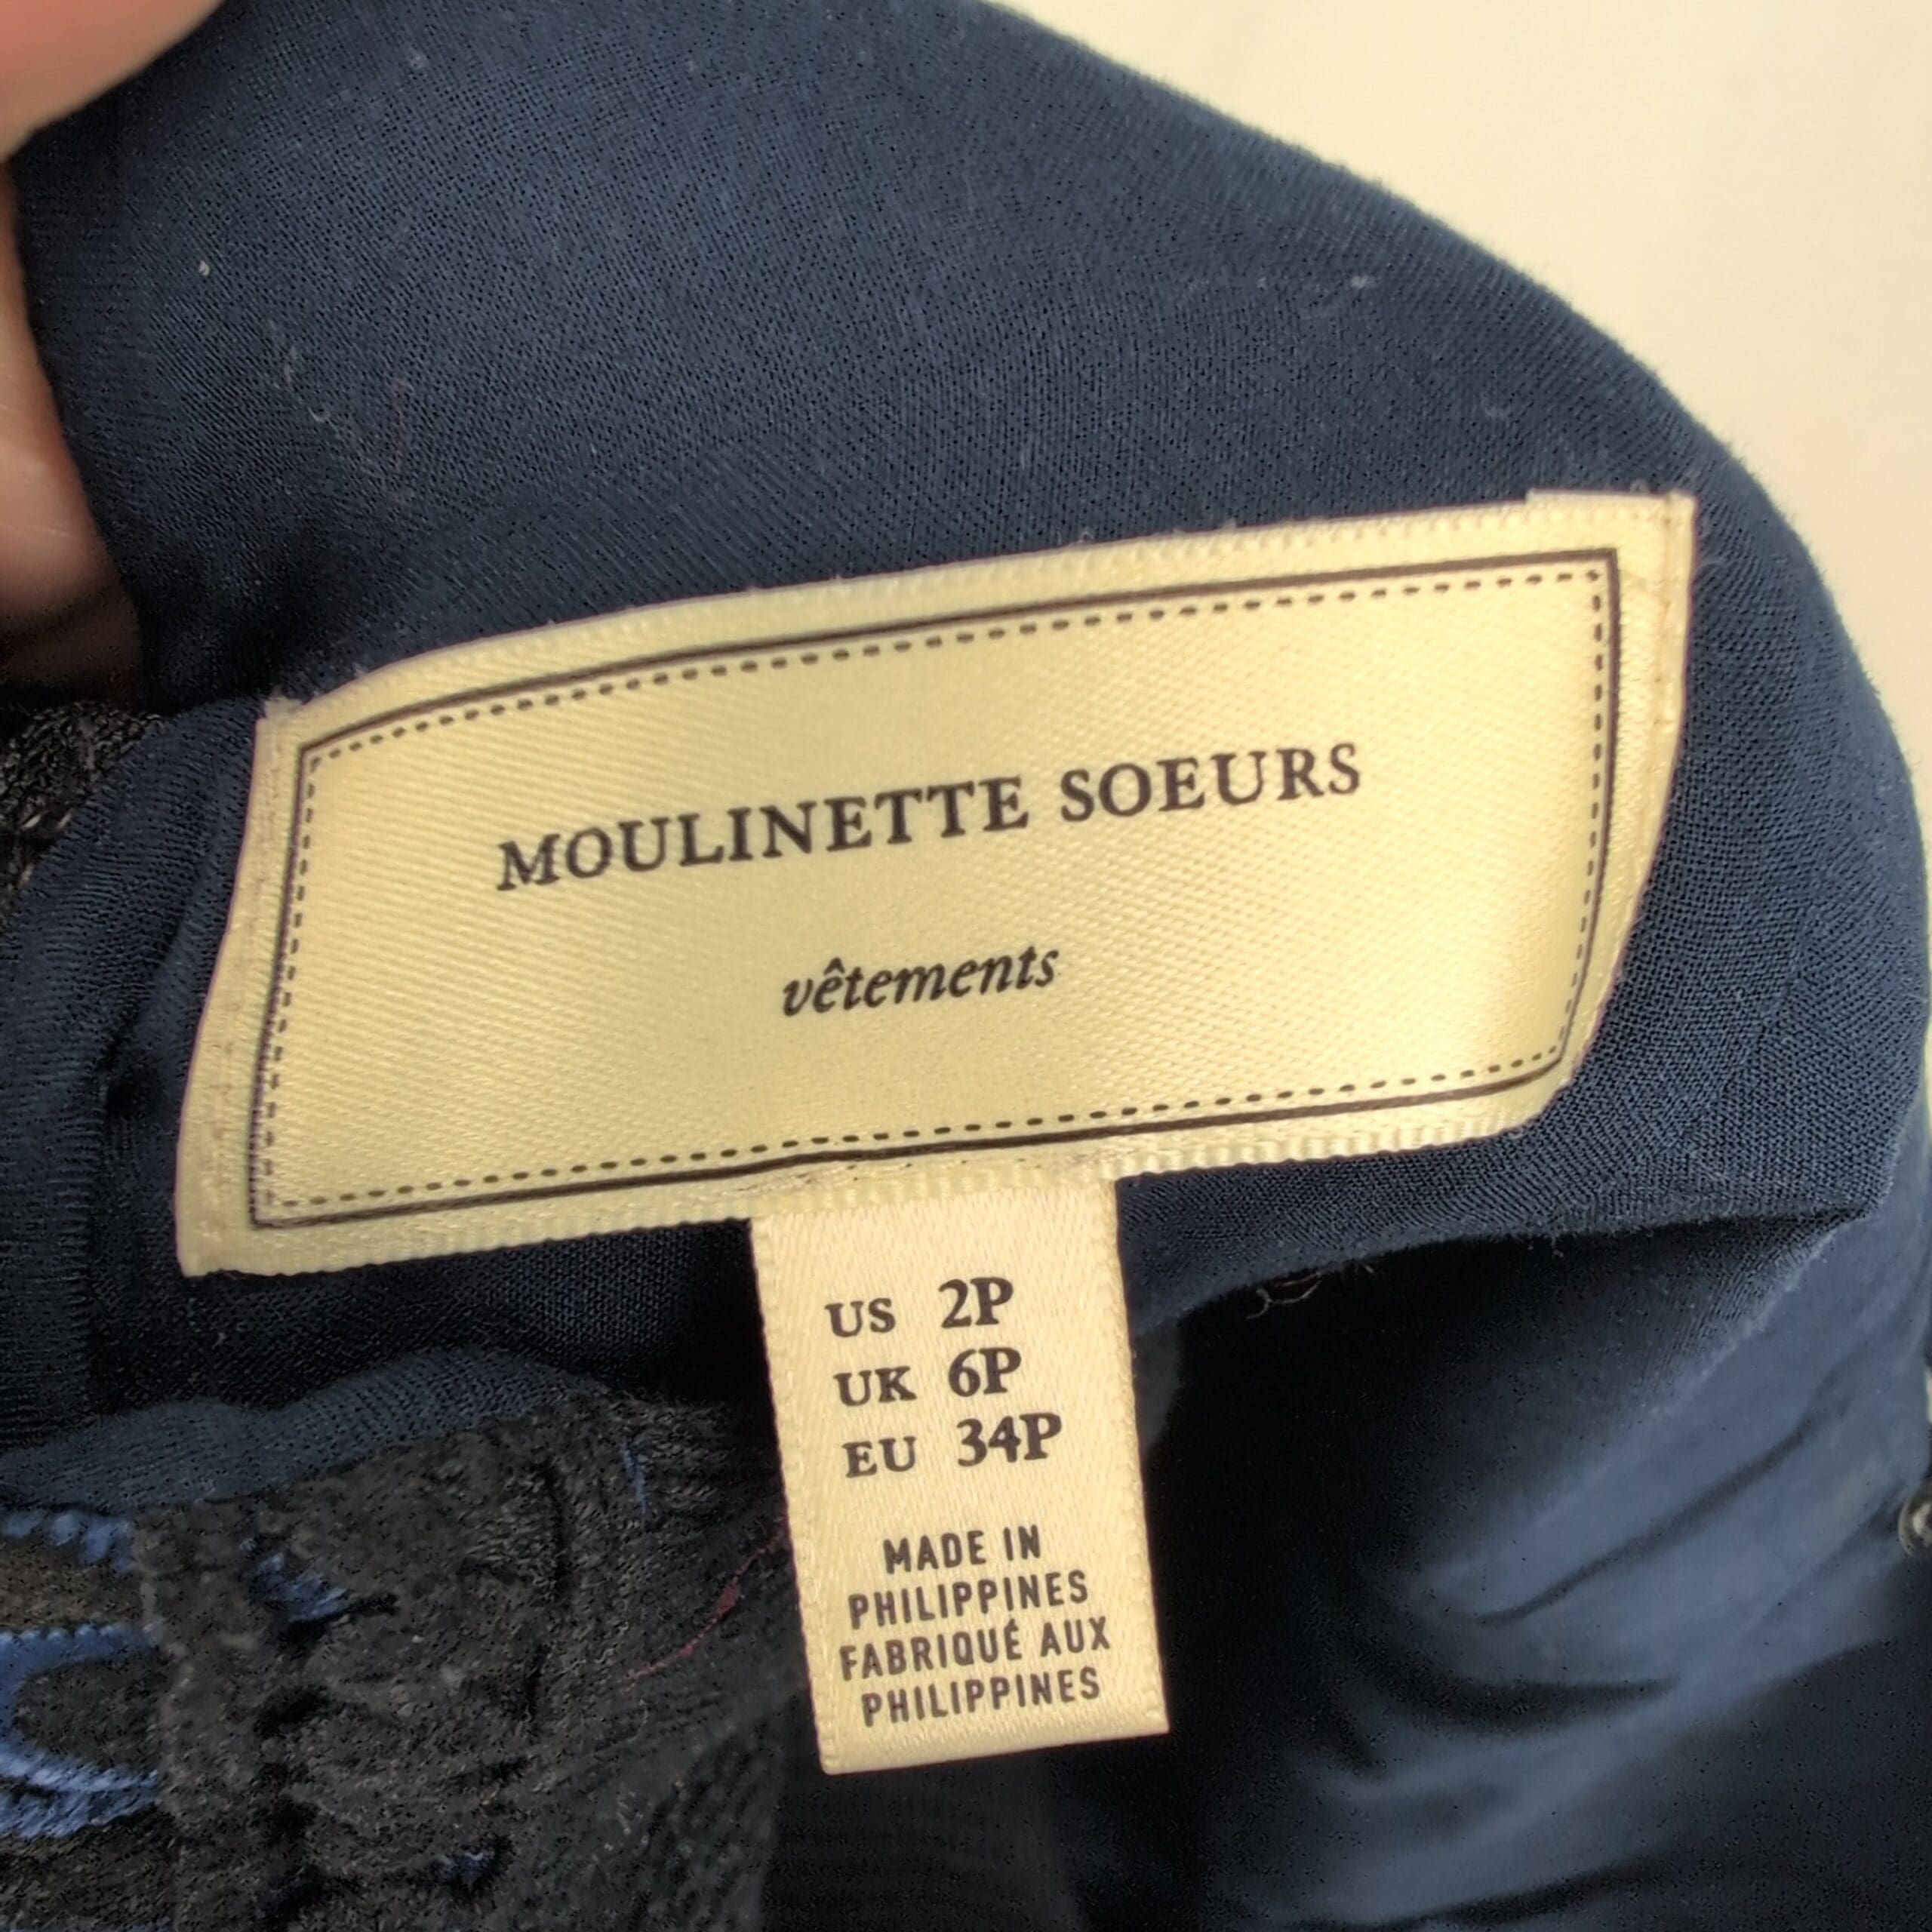 MOULINETTE SOEURS
vêtements
US 2P
UK 6P
EU 34P
MADE IN
PHILIPPINES
FABRIQUÉ AUX
PHILIPPINES